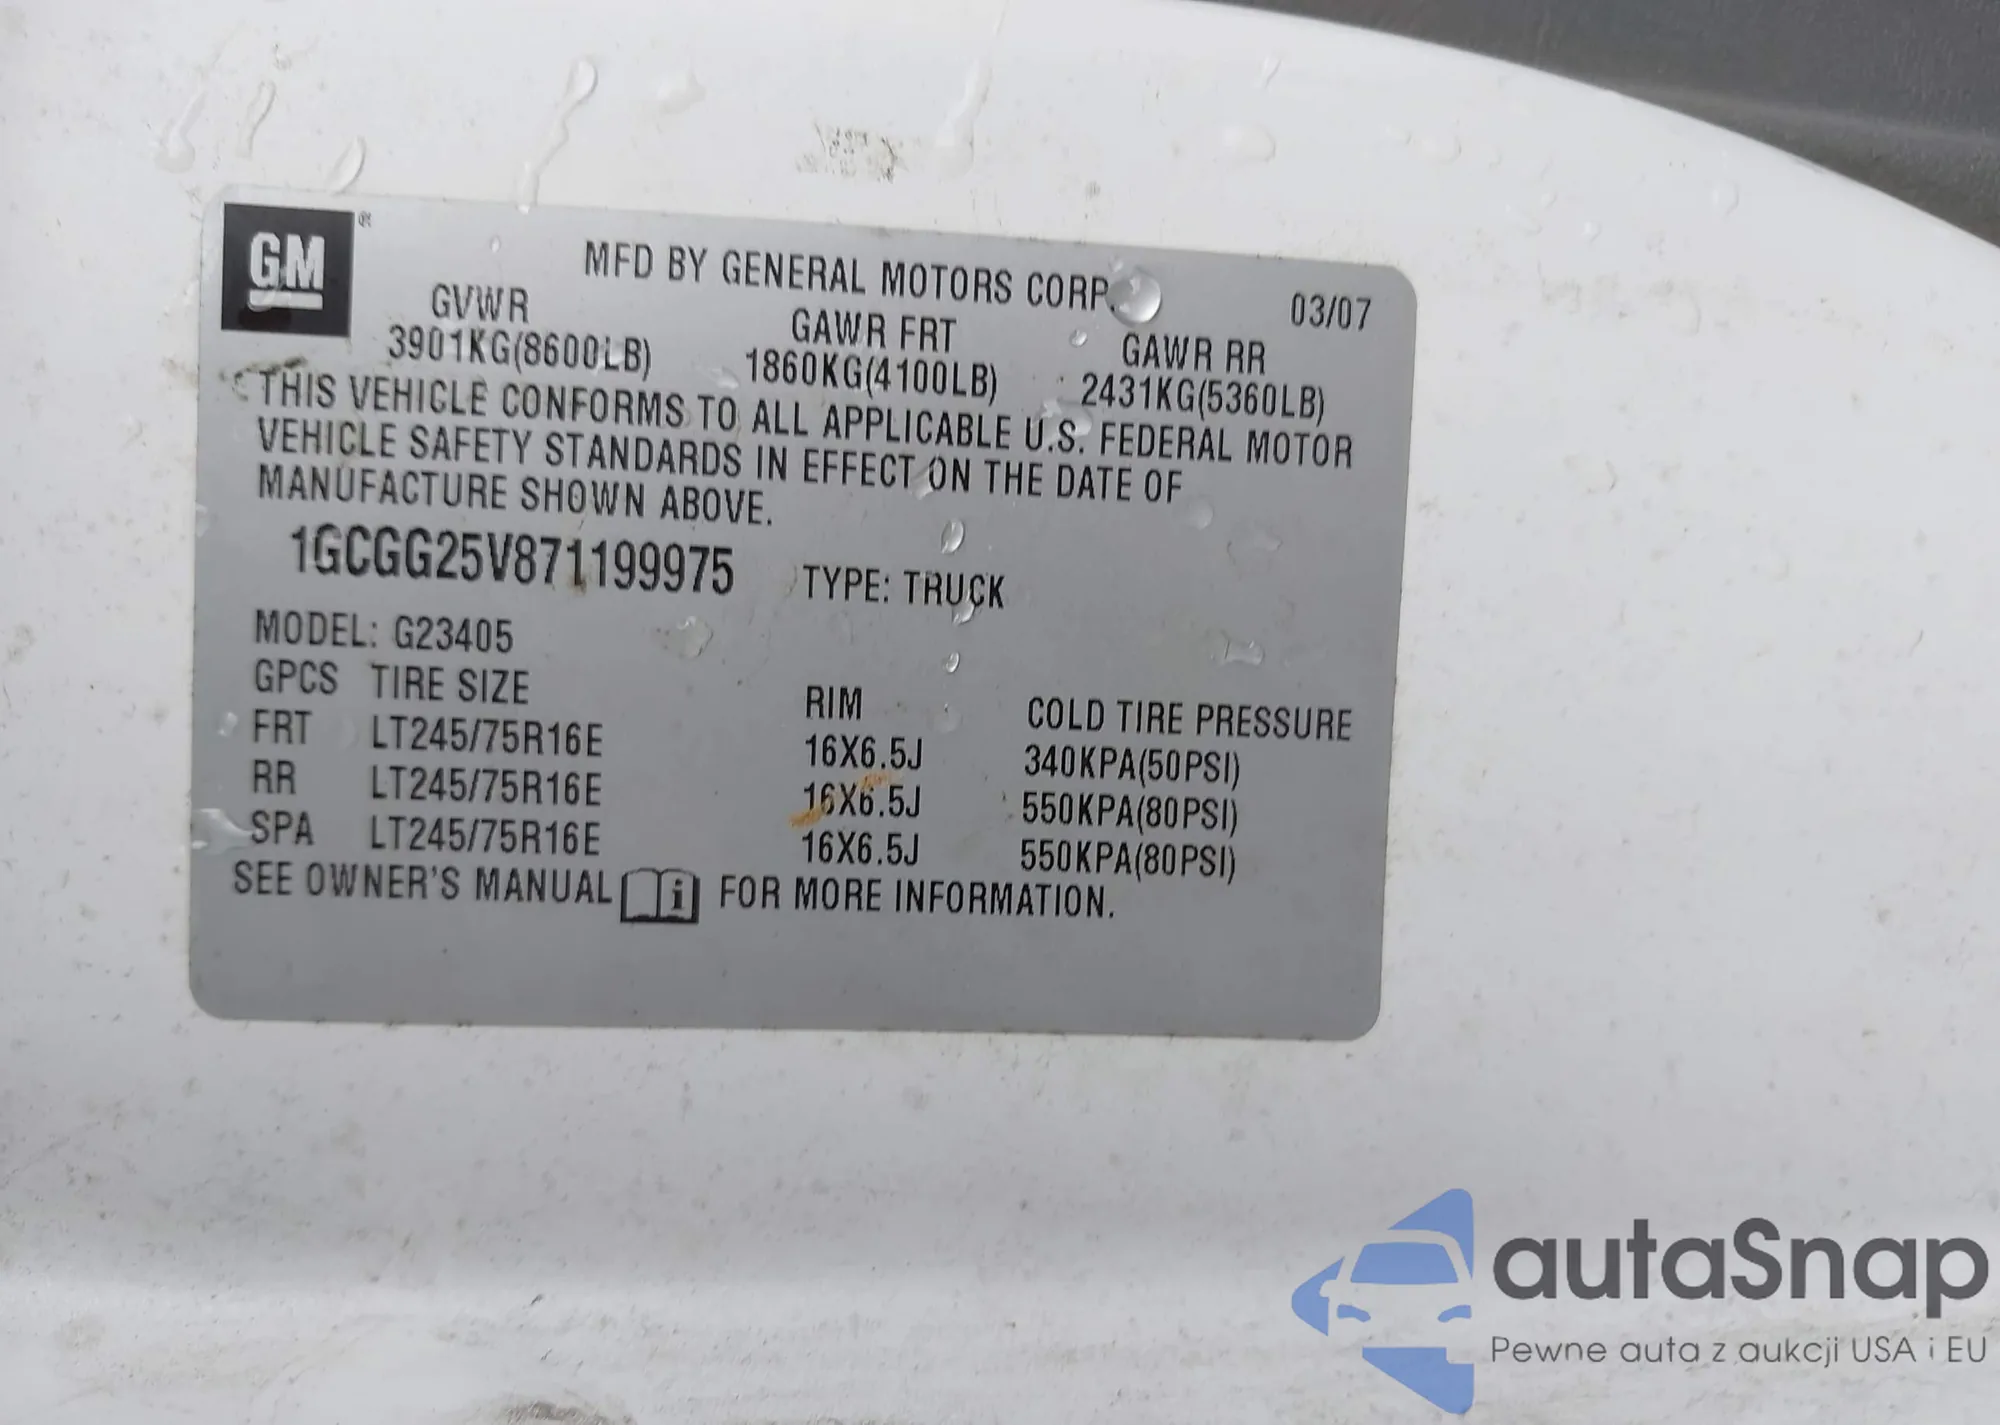 GM ®
MFD BY GENERAL MOTORS CORP. 03/07
GVWR GAWR FRT GAWR RR
3901KG(8600LB) 1860KG(4100LB) 2431KG(5360LB)
THIS VEHICLE CONFORMS TO ALL APPLICABLE U.S. FEDERAL MOTOR
VEHICLE SAFETY STANDARDS IN EFFECT ON THE DATE OF
MANUFACTURE SHOWN ABOVE.
1GCGG25V871199975 TYPE: TRUCK
MODEL: G23405
GPCS TIRE SIZE RIM COLD TIRE PRESSURE
FRT LT245/75R16E 16X6.5J 340KPA(50PSI)
RR LT245/75R16E 16X6.5J 550KPA(80PSI)
SPA LT245/75R16E 16X6.5J 550KPA(80PSI)
SEE OWNER'S MANUAL i FOR MORE INFORMATION.
autaSnap
Pewne auta z aukcji USA i EU